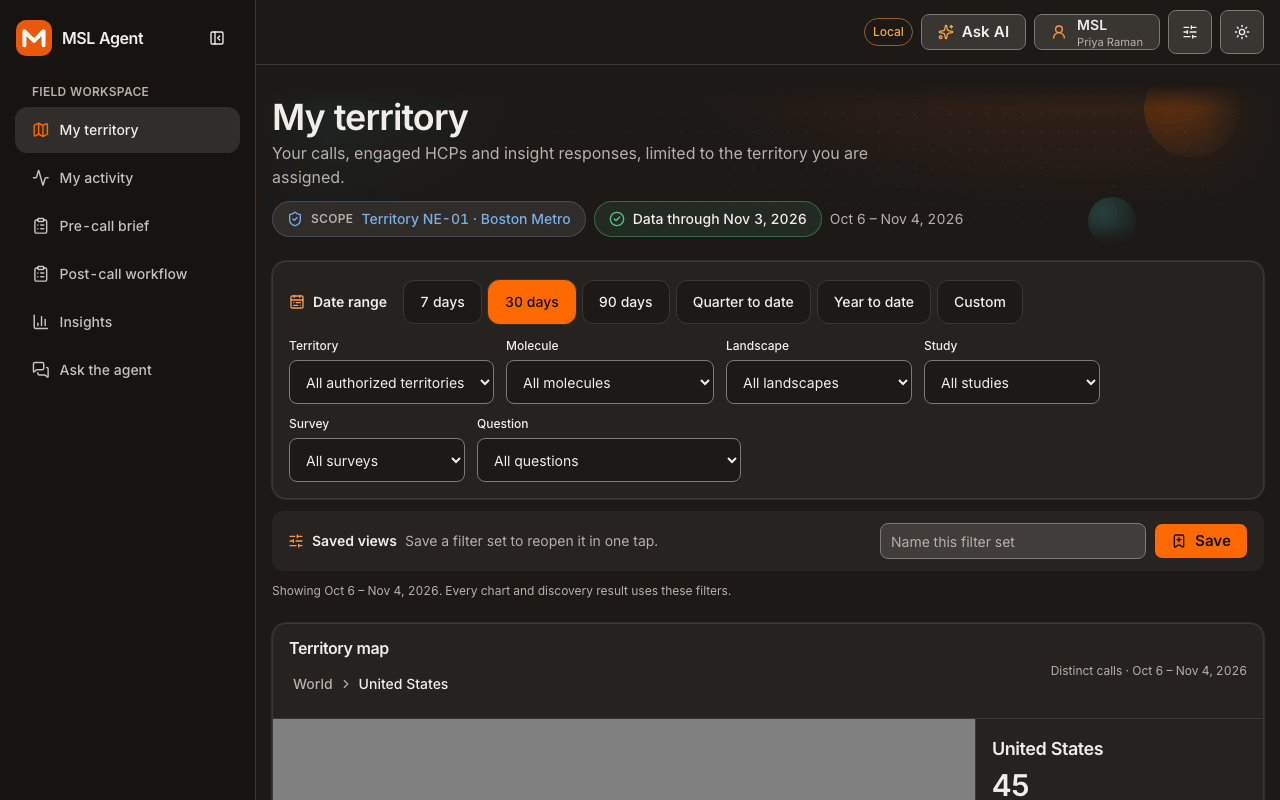 MSL Agent
Local
Ask AI
MSL
Priya Raman
FIELD WORKSPACE
My territory
My activity
Pre-call brief
Post-call workflow
Insights
Ask the agent
My territory
Your calls, engaged HCPs and insight responses, limited to the territory you are
assigned.
SCOPE Territory NE-01 · Boston Metro
Data through Nov 3, 2026
Oct 6 – Nov 4, 2026
Date range
7 days
30 days
90 days
Quarter to date
Year to date
Custom
Territory
Molecule
Landscape
Study
All authorized territories
All molecules
All landscapes
All studies
Survey
Question
All surveys
All questions
Saved views Save a filter set to reopen it in one tap.
Name this filter set
Save
Showing Oct 6 – Nov 4, 2026. Every chart and discovery result uses these filters.
Territory map
World > United States
Distinct calls · Oct 6 – Nov 4, 2026
United States
45